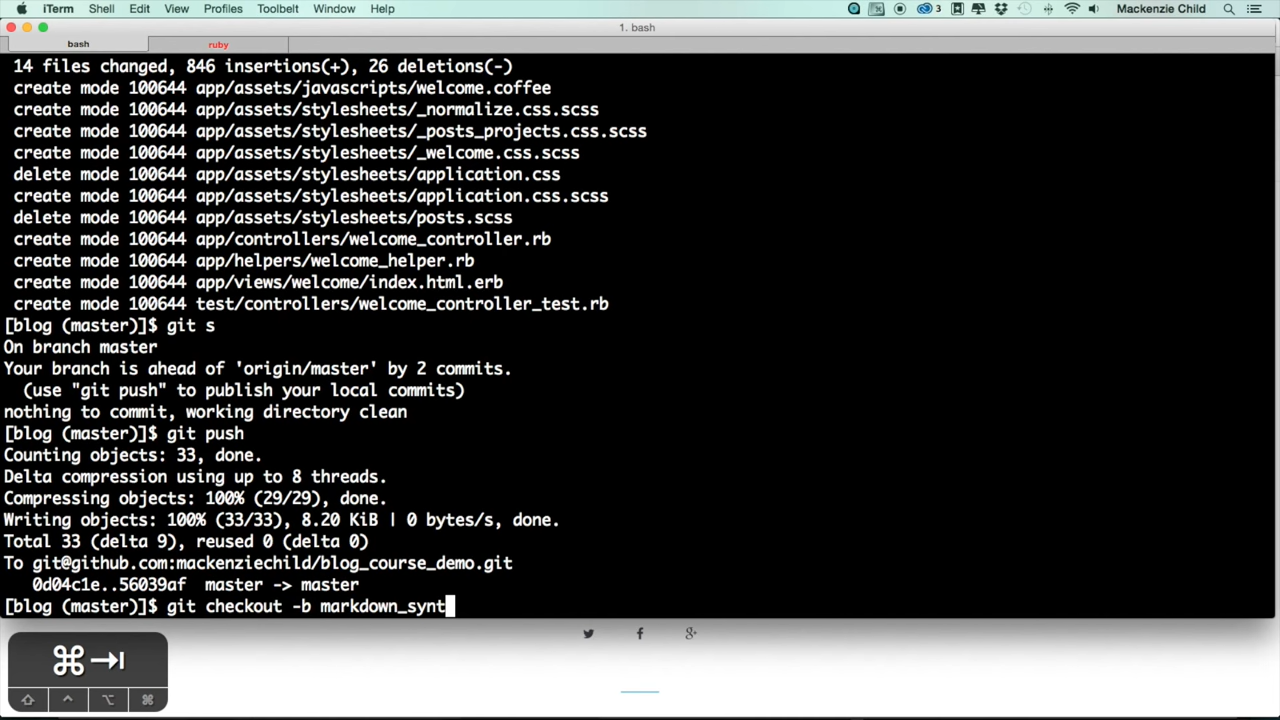 iTerm Shell Edit View Profiles Toolbelt Window Help 3 Mackenzie Child
1. bash
bash ruby
14 files changed, 846 insertions(+), 26 deletions(-)
create mode 100644 app/assets/javascripts/welcome.coffee
create mode 100644 app/assets/stylesheets/_normalize.css.scss
create mode 100644 app/assets/stylesheets/_posts_projects.css.scss
create mode 100644 app/assets/stylesheets/_welcome.css.scss
delete mode 100644 app/assets/stylesheets/application.css
create mode 100644 app/assets/stylesheets/application.css.scss
delete mode 100644 app/assets/stylesheets/posts.scss
create mode 100644 app/controllers/welcome_controller.rb
create mode 100644 app/helpers/welcome_helper.rb
create mode 100644 app/views/welcome/index.html.erb
create mode 100644 test/controllers/welcome_controller_test.rb
[blog (master)]$ git s
On branch master
Your branch is ahead of 'origin/master' by 2 commits.
(use "git push" to publish your local commits)
nothing to commit, working directory clean
[blog (master)]$ git push
Counting objects: 33, done.
Delta compression using up to 8 threads.
Compressing objects: 100% (29/29), done.
Writing objects: 100% (33/33), 8.20 KiB | 0 bytes/s, done.
Total 33 (delta 9), reused 0 (delta 0)
To git@github.com:mackenziechild/blog_course_demo.git
0d04c1e..56039af master -> master
[blog (master)]$ git checkout -b markdown_synt